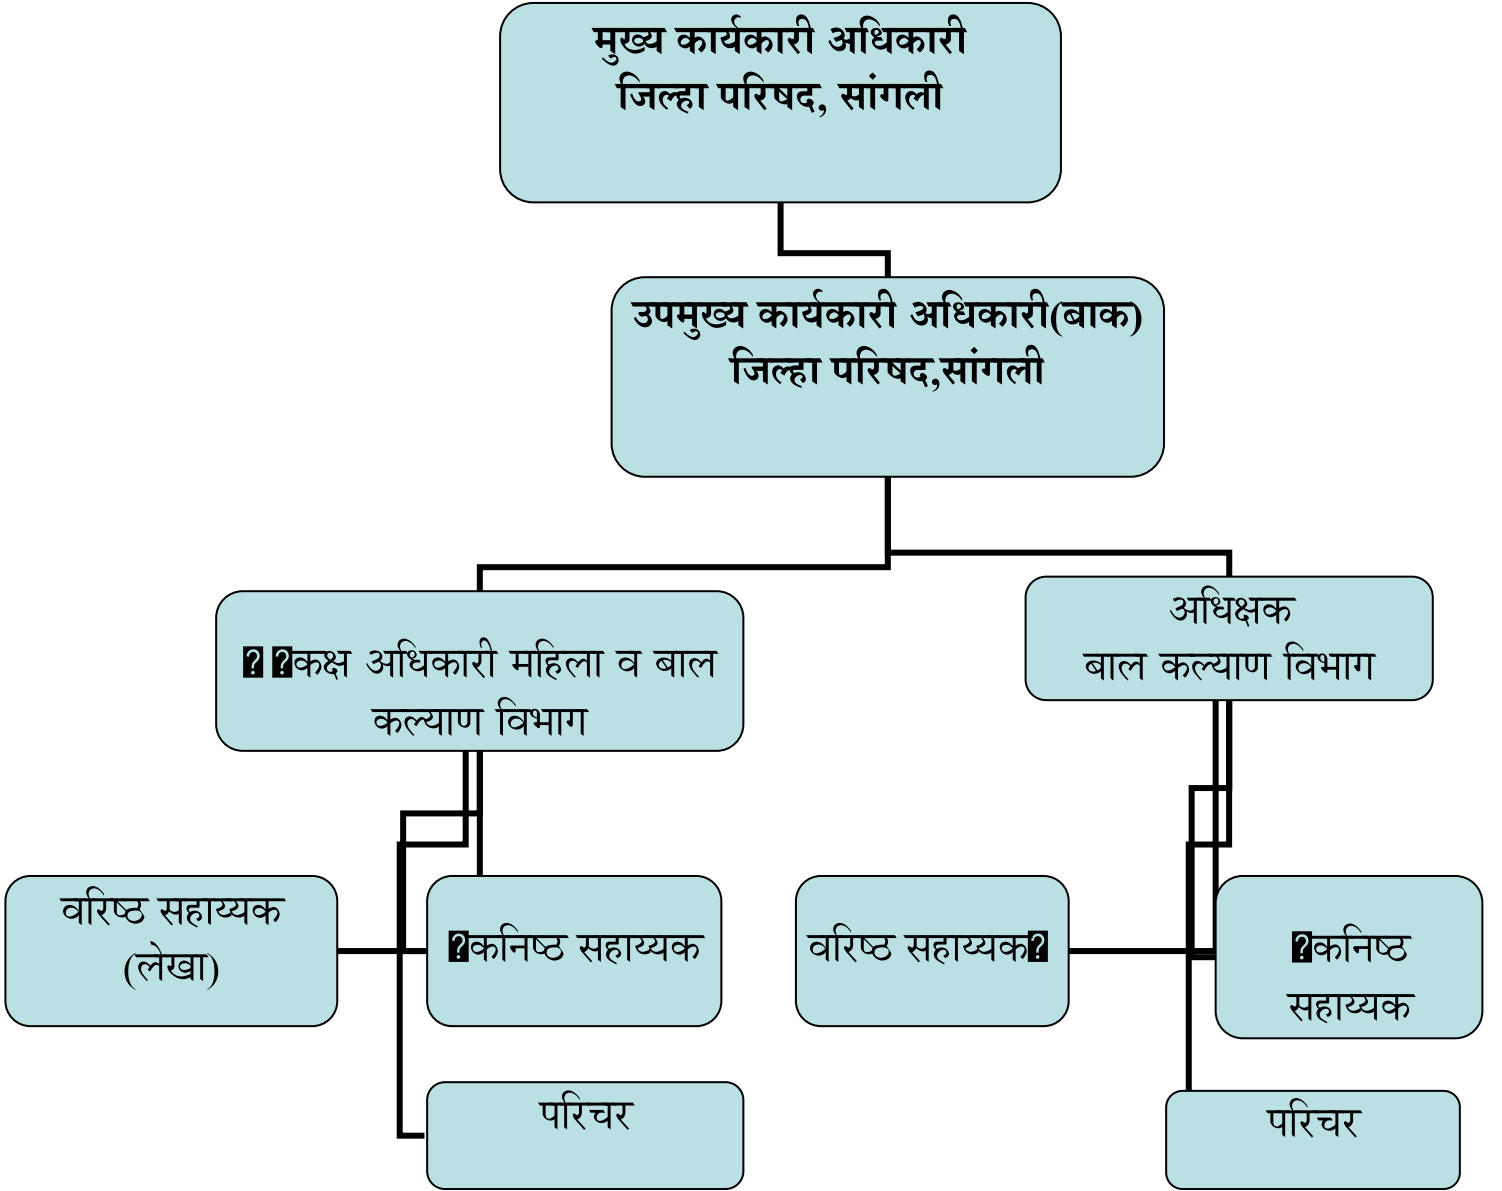 मुख्य कार्यकारी अधिकारी
जिल्हा परिषद, सांगली
उपमुख्य कार्यकारी अधिकारी(बाक)
जिल्हा परिषद,सांगली
कक्ष अधिकारी महिला व बाल
कल्याण विभाग
अधिक्षक
बाल कल्याण विभाग
वरिष्ठ सहाय्यक
(लेखा)
कनिष्ठ सहाय्यक
वरिष्ठ सहाय्यक
कनिष्ठ
सहाय्यक
परिचर
परिचर